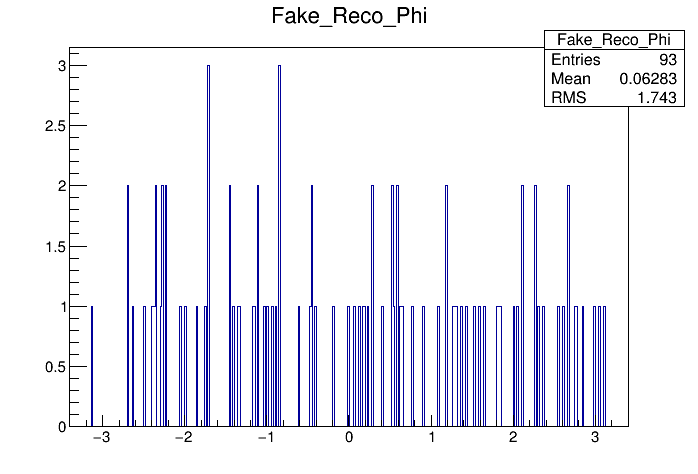 Fake_Reco_Phi
Fake_Reco_Phi
Entries 93
Mean 0.06283
RMS 1.743
3
2.5
2
1.5
1
0.5
0
−3 −2 −1 0 1 2 3